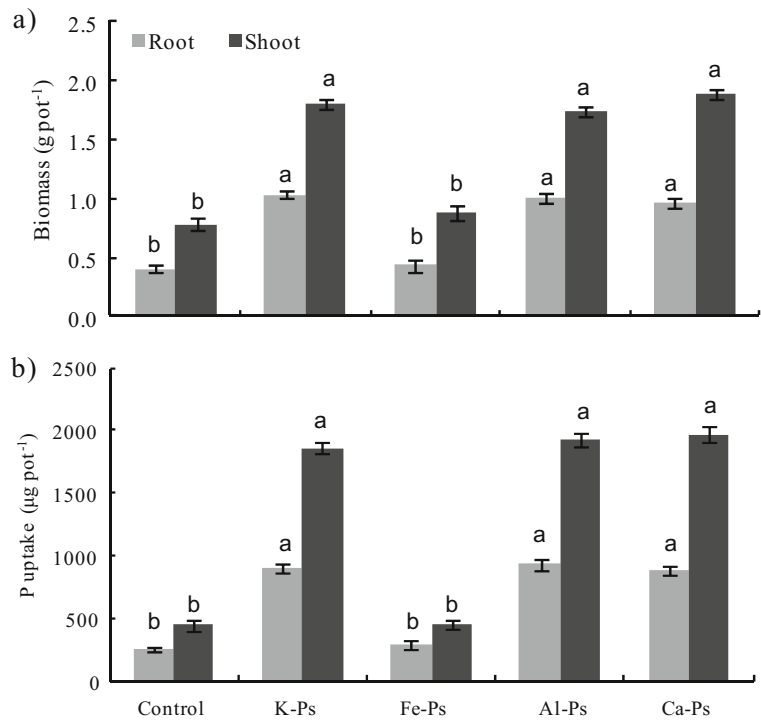 a)
Root Shoot
Biomass (g pot⁻¹)
2.5
2.0
1.5
1.0
0.5
0.0
b b a a b b a a a a
b)
P uptake (µg pot⁻¹)
2500
2000
1500
1000
500
0
b b a a b b a a a a
Control K-Ps Fe-Ps Al-Ps Ca-Ps